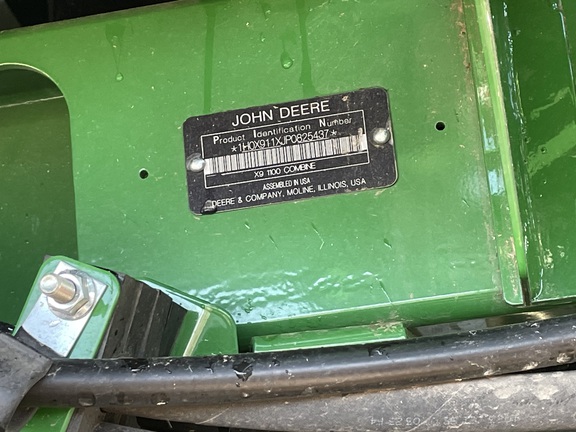 JOHN DEERE
Product Identification Number
*1H0X911XJP0825437*
X9 1100 COMBINE
ASSEMBLED IN USA
DEERE & COMPANY, MOLINE, ILLINOIS, USA